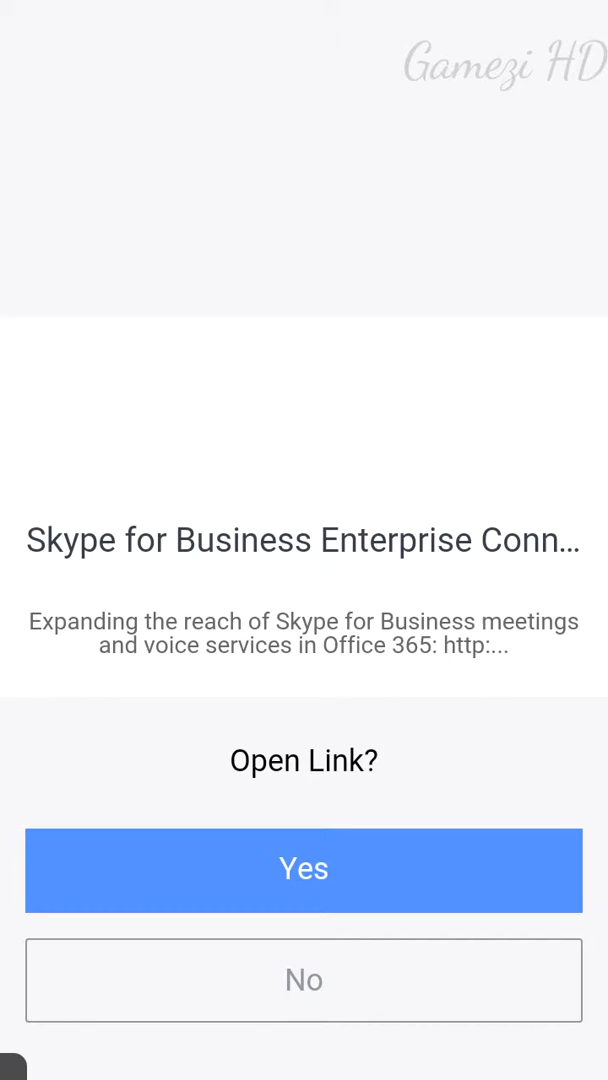 Gamezi HD
Skype for Business Enterprise Conn...
Expanding the reach of Skype for Business meetings
and voice services in Office 365: http:...
Open Link?
Yes
No